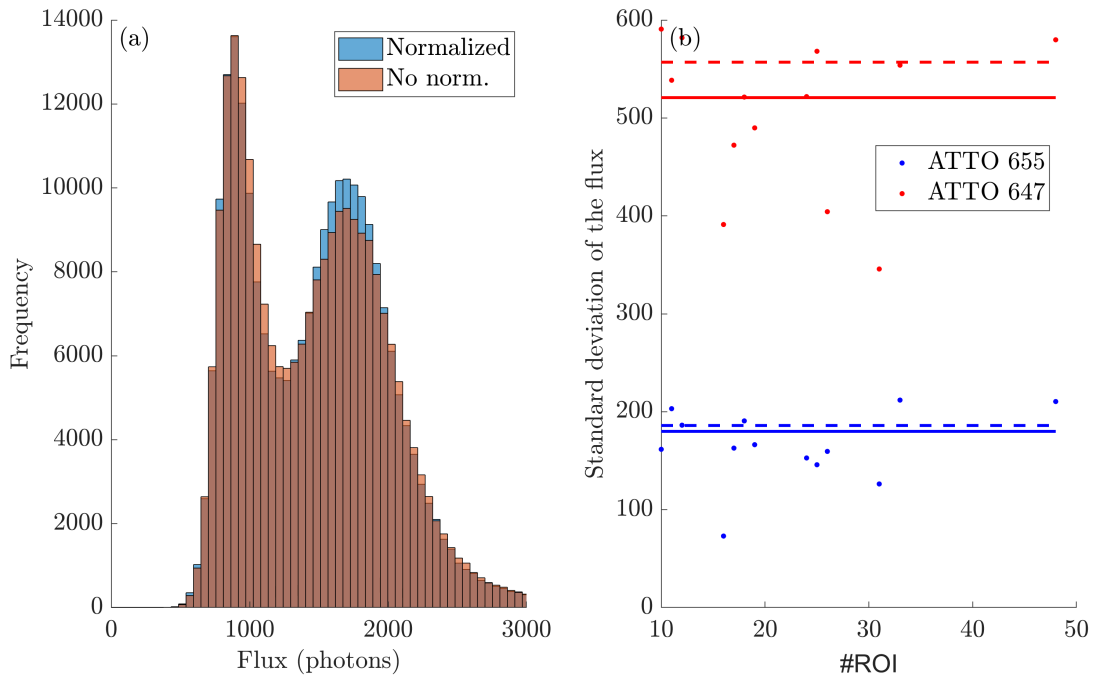 (a)
Normalized
No norm.
14000
12000
10000
8000
6000
4000
2000
0
Frequency
0
1000
2000
3000
Flux (photons)
(b)
ATTO 655
ATTO 647
600
500
400
300
200
100
0
Standard deviation of the flux
10
20
30
40
50
#ROI